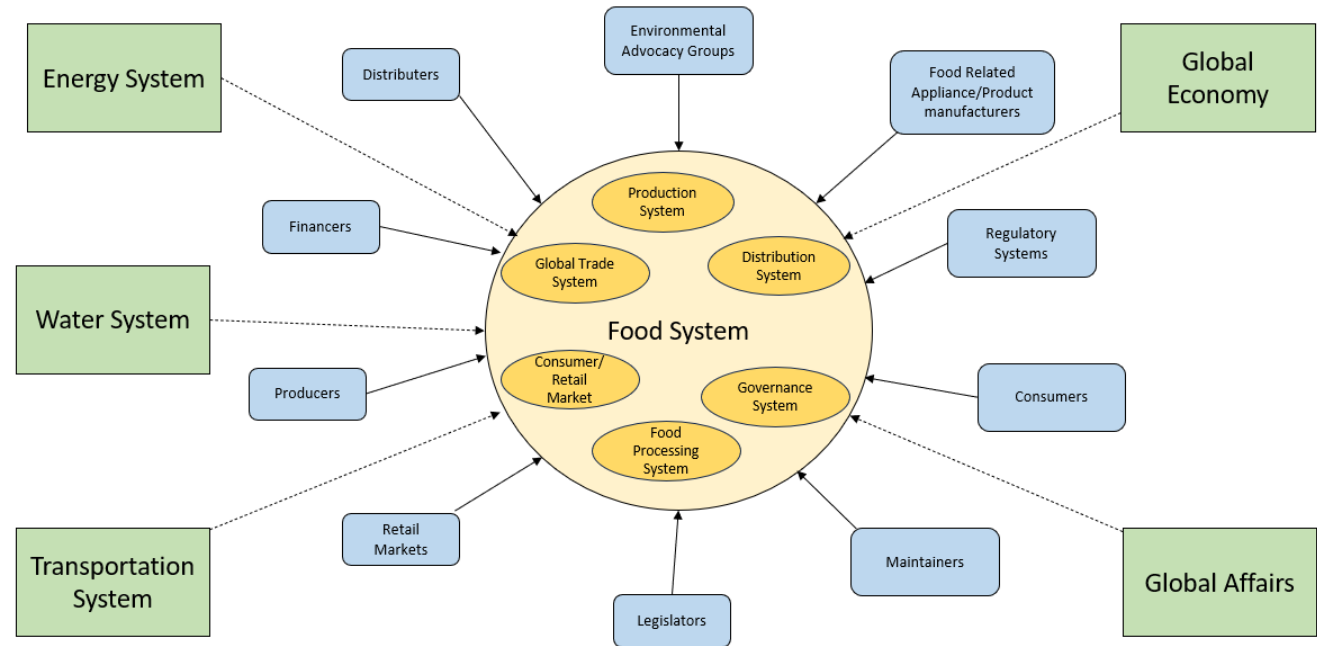 Energy System
Distributers
Environmental
Advocacy Groups
Food Related
Appliance/Product
manufacturers
Global
Economy
Financers
Production
System
Global Trade
System
Distribution
System
Regulatory
Systems
Water System
Food System
Producers
Consumer/
Retail
Market
Governance
System
Consumers
Food
Processing
System
Transportation
System
Retail
Markets
Legislators
Maintainers
Global Affairs